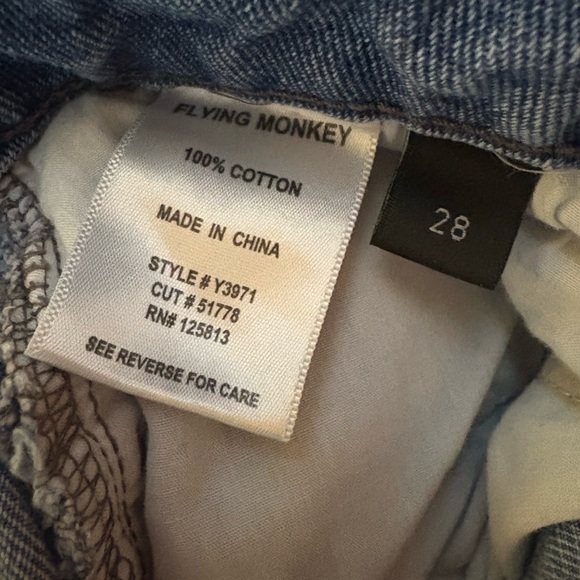 FLYING MONKEY
100% COTTON
MADE IN CHINA
STYLE # Y3971
CUT # 51778
RN# 125813
SEE REVERSE FOR CARE
28